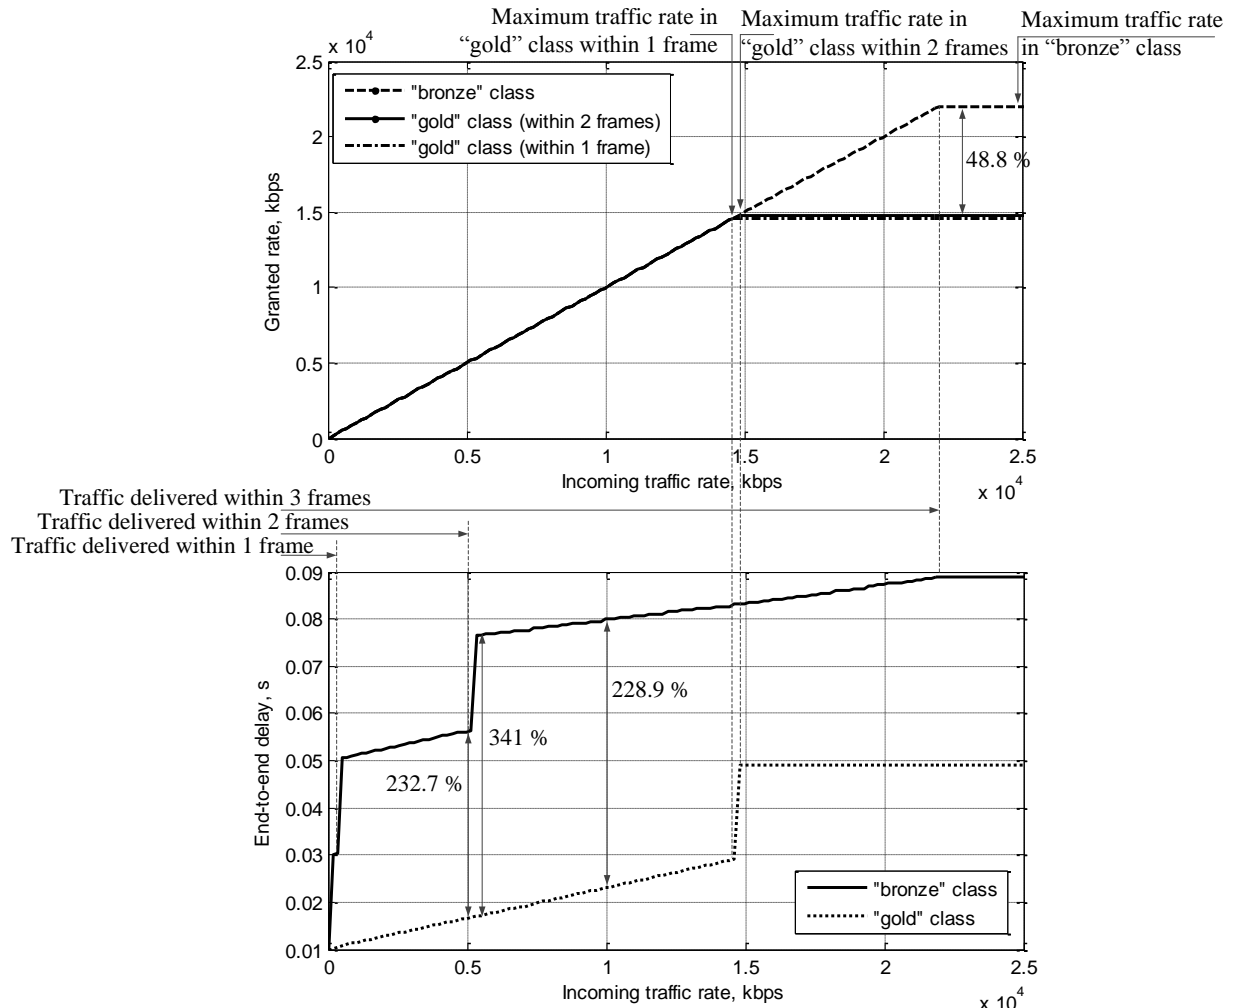 Maximum traffic rate in
“gold” class within 1 frame
Maximum traffic rate in
“gold” class within 2 frames
Maximum traffic rate
in “bronze” class
x 10^4
2.5
2
1.5
1
0.5
0
Granted rate, kbps
"bronze" class
"gold" class (within 2 frames)
"gold" class (within 1 frame)
48.8 %
0 0.5 1 1.5 2 2.5
Incoming traffic rate, kbps
x 10^4
Traffic delivered within 3 frames
Traffic delivered within 2 frames
Traffic delivered within 1 frame
0.09
0.08
0.07
0.06
0.05
0.04
0.03
0.02
0.01
End-to-end delay, s
228.9 %
341 %
232.7 %
"bronze" class
"gold" class
0 0.5 1 1.5 2 2.5
Incoming traffic rate, kbps
x 10^4